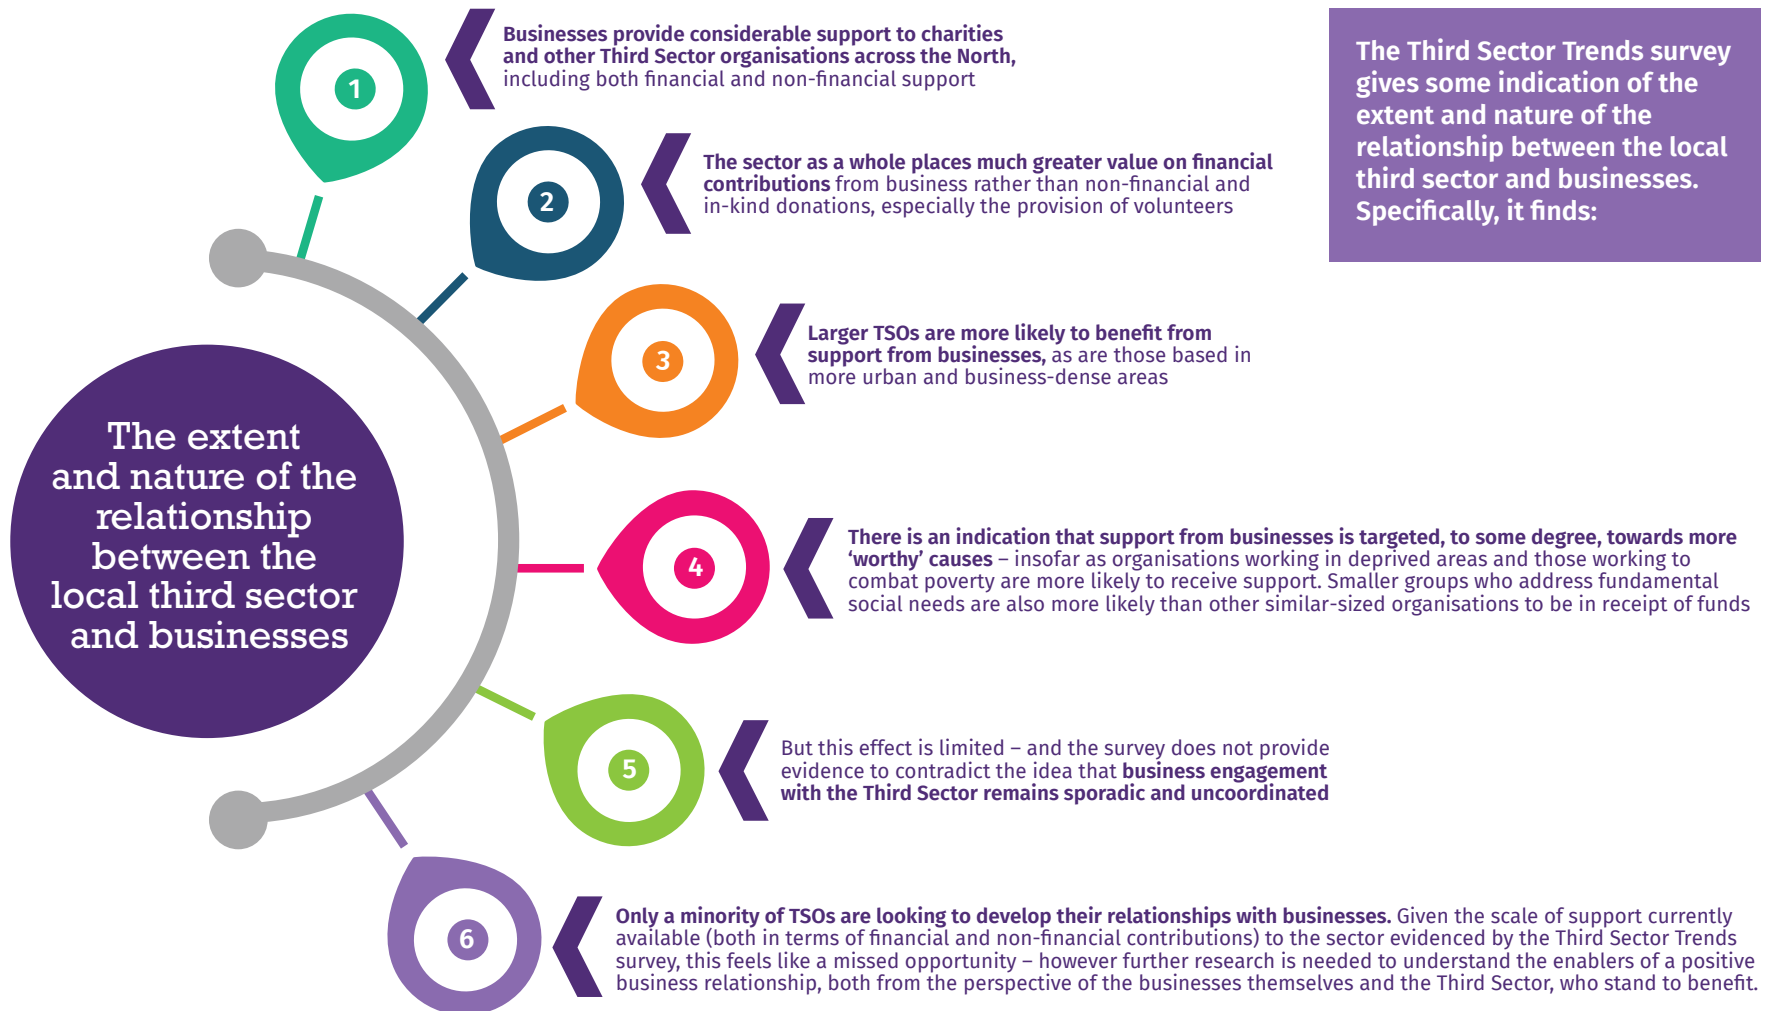 The Third Sector Trends survey
gives some indication of the
extent and nature of the
relationship between the local
third sector and businesses.
Specifically, it finds:
The extent
and nature of the
relationship
between the
local third sector
and businesses
1
Businesses provide considerable support to charities
and other Third Sector organisations across the North,
including both financial and non-financial support
2
The sector as a whole places much greater value on financial
contributions from business rather than non-financial and
in-kind donations, especially the provision of volunteers
3
Larger TSOs are more likely to benefit from
support from businesses, as are those based in
more urban and business-dense areas
4
There is an indication that support from businesses is targeted, to some degree, towards more
‘worthy’ causes – insofar as organisations working in deprived areas and those working to
combat poverty are more likely to receive support. Smaller groups who address fundamental
social needs are also more likely than other similar-sized organisations to be in receipt of funds
5
But this effect is limited – and the survey does not provide
evidence to contradict the idea that business engagement
with the Third Sector remains sporadic and uncoordinated
6
Only a minority of TSOs are looking to develop their relationships with businesses. Given the scale of support currently
available (both in terms of financial and non-financial contributions) to the sector evidenced by the Third Sector Trends
survey, this feels like a missed opportunity – however further research is needed to understand the enablers of a positive
business relationship, both from the perspective of the businesses themselves and the Third Sector, who stand to benefit.